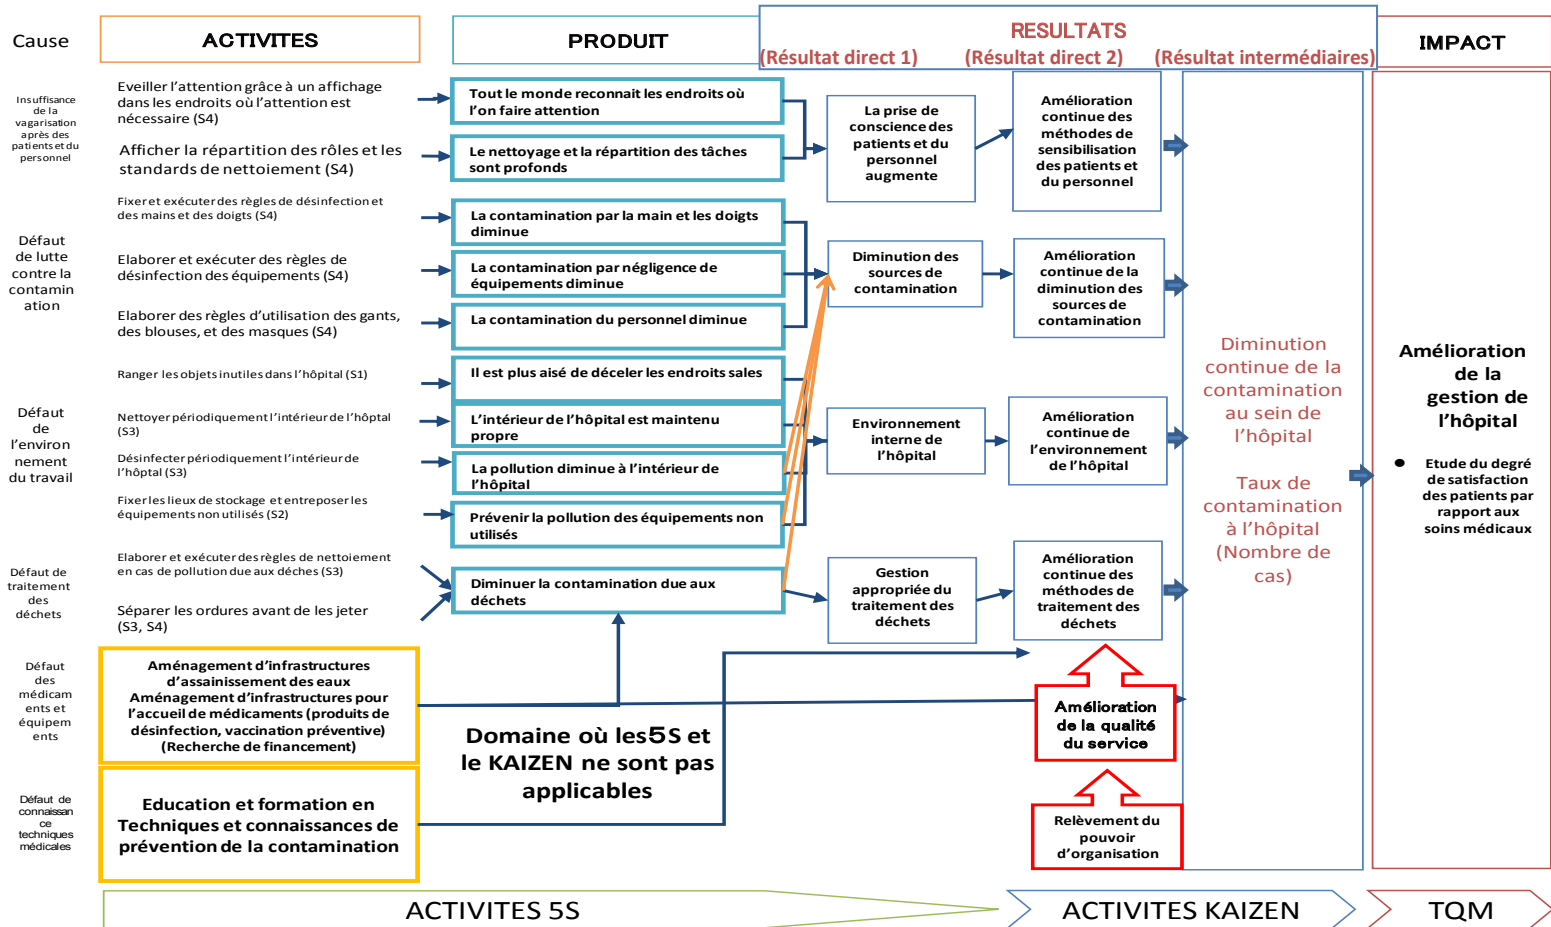 Cause
ACTIVITES
PRODUIT
RESULTATS
(Résultat direct 1)
(Résultat direct 2)
(Résultat intermédiaires)
IMPACT
Insuffisance
de la
vagarisation
après des
patients et du
personnel
Eveiller l’attention grâce à un affichage
dans les endroits où l’attention est
nécessaire (S4)
Afficher la répartition des rôles et les
standards de nettoiement (S4)
Tout le monde reconnait les endroits où
l’on faire attention
Le nettoyage et la répartition des tâches
sont profonds
La prise de
conscience des
patients et du
personnel
augmente
Amélioration
continue des
méthodes de
sensibilisation
des patients et
du personnel
Défaut
de lutte
contre la
contamin
ation
Fixer et exécuter des règles de désinfection et
des mains et des doigts (S4)
Elaborer et exécuter des règles de
désinfection des équipements (S4)
Elaborer des règles d’utilisation des gants,
des blouses, et des masques (S4)
La contamination par la main et les doigts
diminue
La contamination par négligence de
équipements diminue
La contamination du personnel diminue
Diminution des
sources de
contamination
Amélioration
continue de la
diminution des
sources de
contamination
Défaut
de
l’environ
nement
du travail
Ranger les objets inutiles dans l’hôpital (S1)
Nettoyer périodiquement l’intérieur de l’hôptal
(S3)
Désinfecter périodiquement l’intérieur de
l’hôptal (S3)
Fixer les lieux de stockage et entreposer les
équipements non utilisés (S2)
Il est plus aisé de déceler les endroits sales
L’intérieur de l’hôpital est maintenu
propre
La pollution diminue à l’intérieur de
l’hôpital
Prévenir la pollution des équipements non
utilisés
Environnement
interne de
l’hôpital
Amélioration
continue de
l’environnement
de l’hôpital
Défaut de
traitement
des
déchets
Elaborer et exécuter des règles de nettoiement
en cas de pollution due aux déches (S3)
Séparer les ordures avant de les jeter
(S3, S4)
Diminuer la contamination due aux
déchets
Gestion
appropriée du
traitement des
déchets
Amélioration
continue des
méthodes de
traitement des
déchets
Diminution
continue de la
contamination
au sein de
l’hôpital
Taux de
contamination
à l’hôpital
(Nombre de
cas)
Amélioration
de la
gestion de
l’hôpital
● Etude du degré
de satisfaction
des patients par
rapport aux
soins médicaux
Défaut
des
médicam
ents et
équipem
ents
Aménagement d’infrastructures
d’assainissement des eaux
Aménagement d’infrastructures pour
l’accueil de médicaments (produits de
désinfection, vaccination préventive)
(Recherche de financement)
Domaine où les5S et
le KAIZEN ne sont pas
applicables
Amélioration
de la qualité
du service
Défaut de
connaissan
ce
techniques
médicales
Education et formation en
Techniques et connaissances de
prévention de la contamination
Relèvement du
pouvoir
d’organisation
ACTIVITES 5S
ACTIVITES KAIZEN
TQM